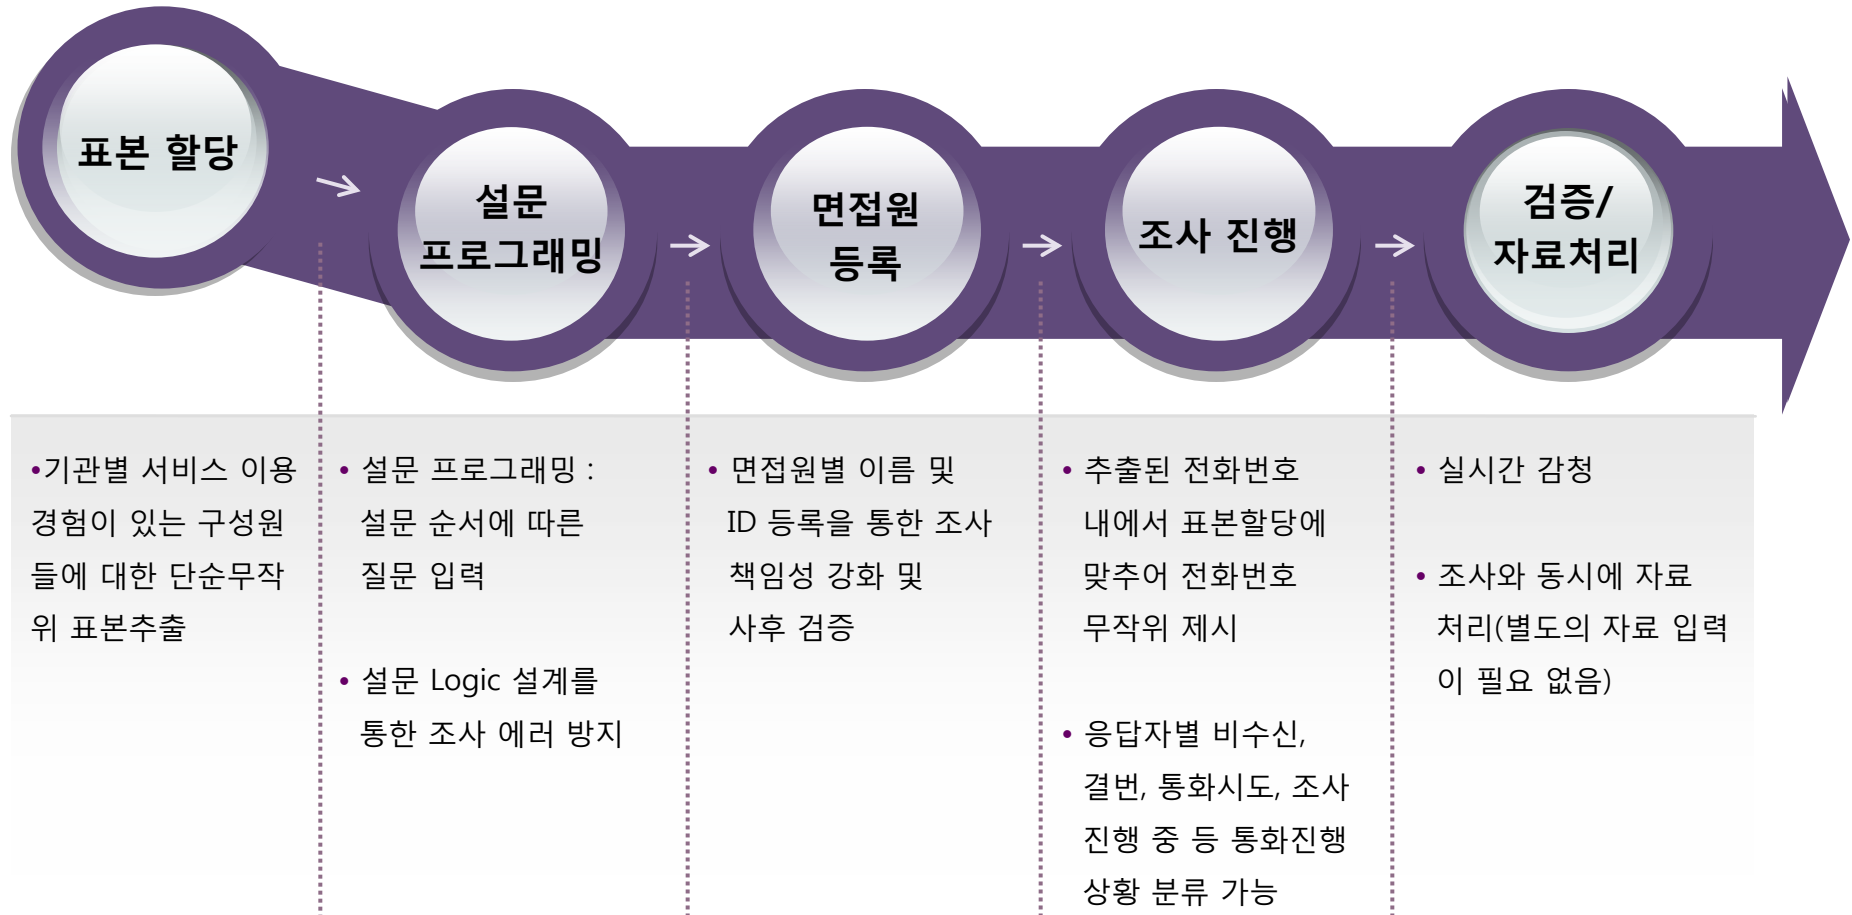 표본 할당
설문
프로그래밍
면접원
등록
조사 진행
검증/
자료처리
•기관별 서비스 이용
경험이 있는 구성원
들에 대한 단순무작
위 표본추출
• 설문 프로그래밍 :
설문 순서에 따른
질문 입력
• 설문 Logic 설계를
통한 조사 에러 방지
• 면접원별 이름 및
ID 등록을 통한 조사
책임성 강화 및
사후 검증
• 추출된 전화번호
내에서 표본할당에
맞추어 전화번호
무작위 제시
• 응답자별 비수신,
결번, 통화시도, 조사
진행 중 등 통화진행
상황 분류 가능
• 실시간 감청
• 조사와 동시에 자료
처리(별도의 자료 입력
이 필요 없음)